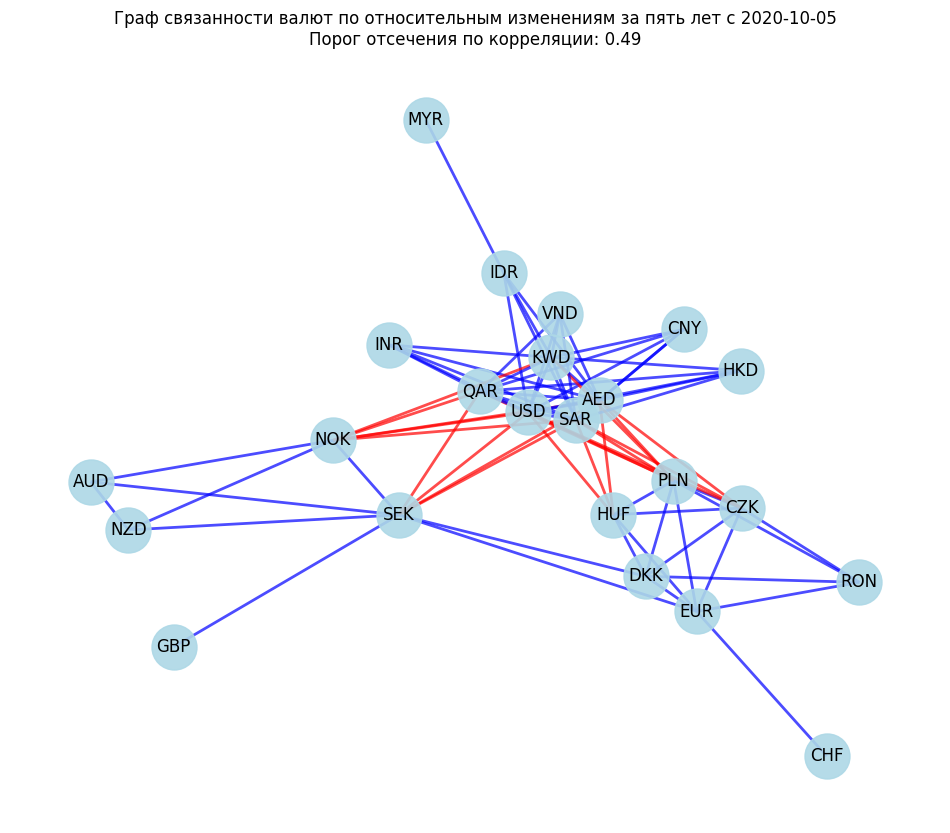 Граф связанности валют по относительным изменениям за пять лет с 2020-10-05
Порог отсечения по корреляции: 0.49
MYR
IDR
VND
CNY
INR
KWD
HKD
QAR
AED
USD
SAR
NOK
AUD
PLN
CZK
NZD
SEK
HUF
DKK
RON
EUR
GBP
CHF